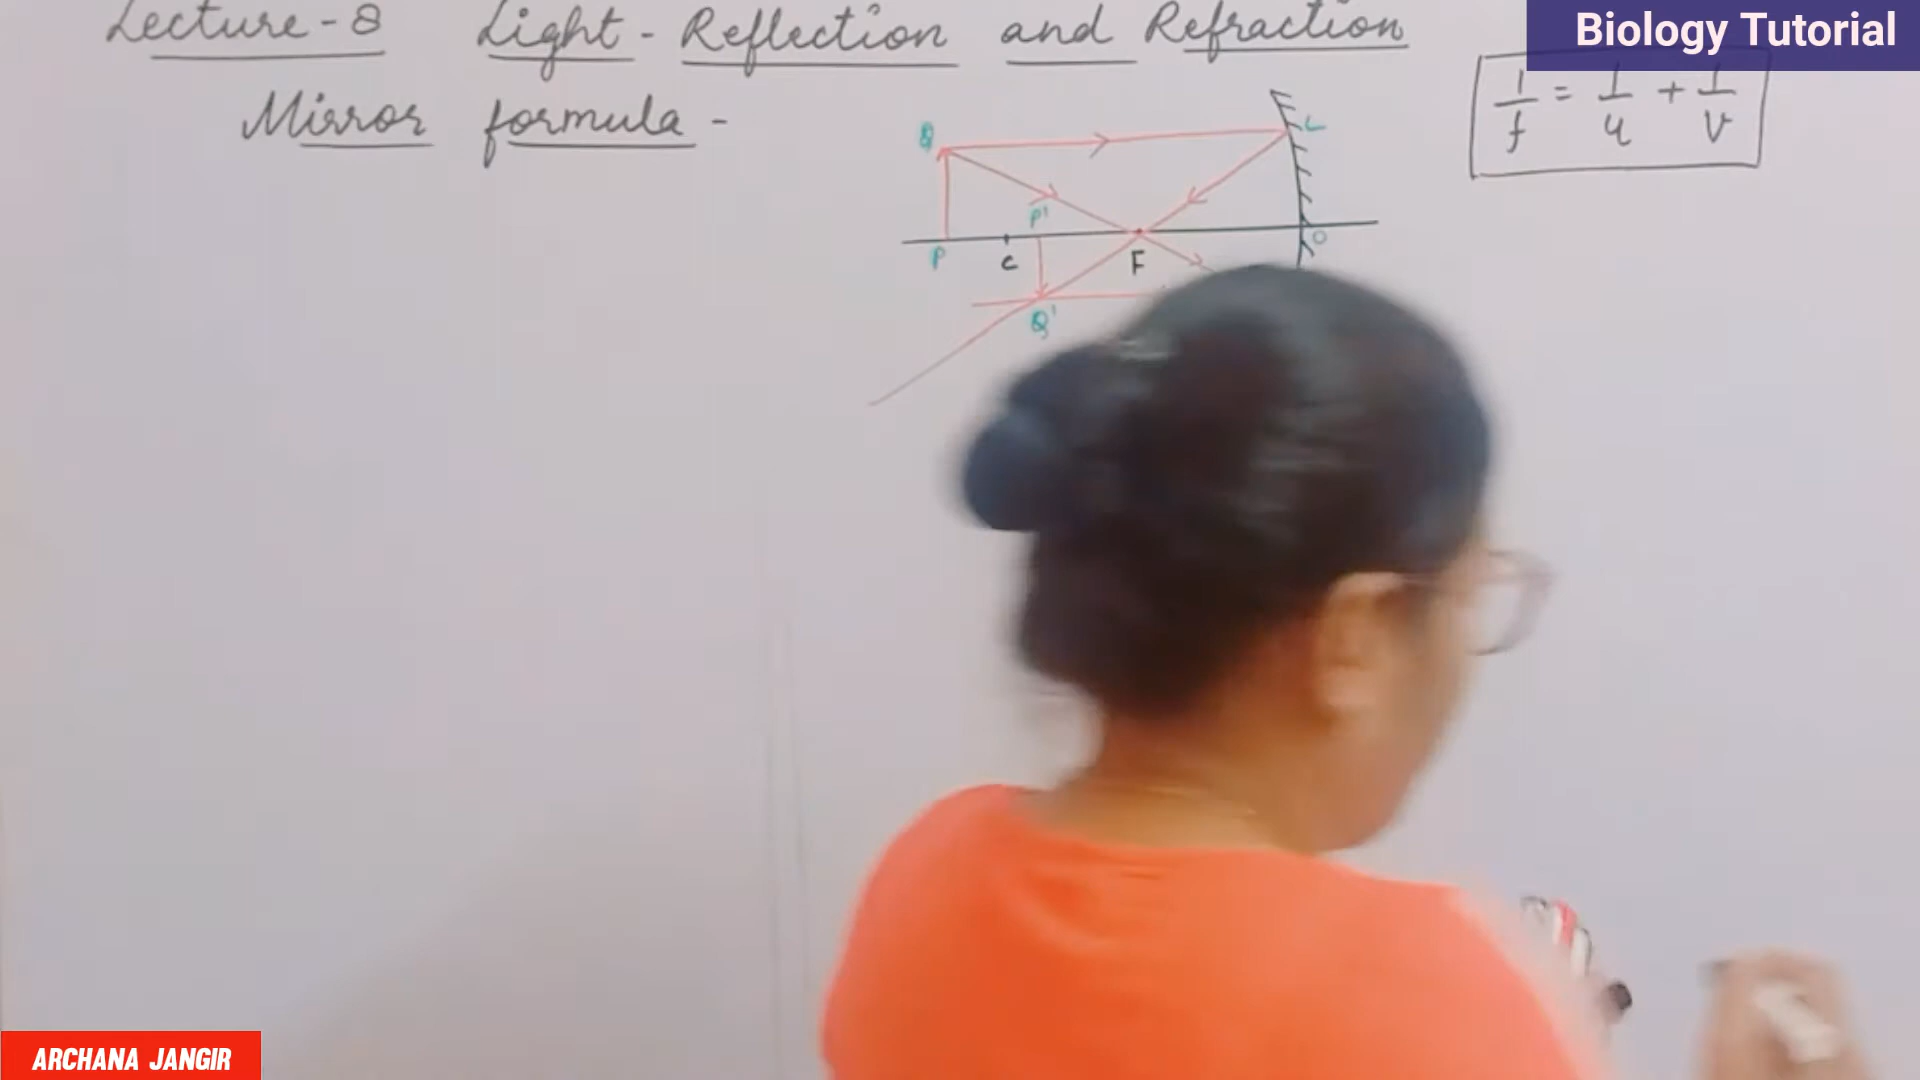 Biology Tutorial
Lecture-8 Light - Reflection and Refraction
Mirror formula -
1/f = 1/u + 1/v
Q
L
P'
O
P
C
F
Q'
ARCHANA JANGIR